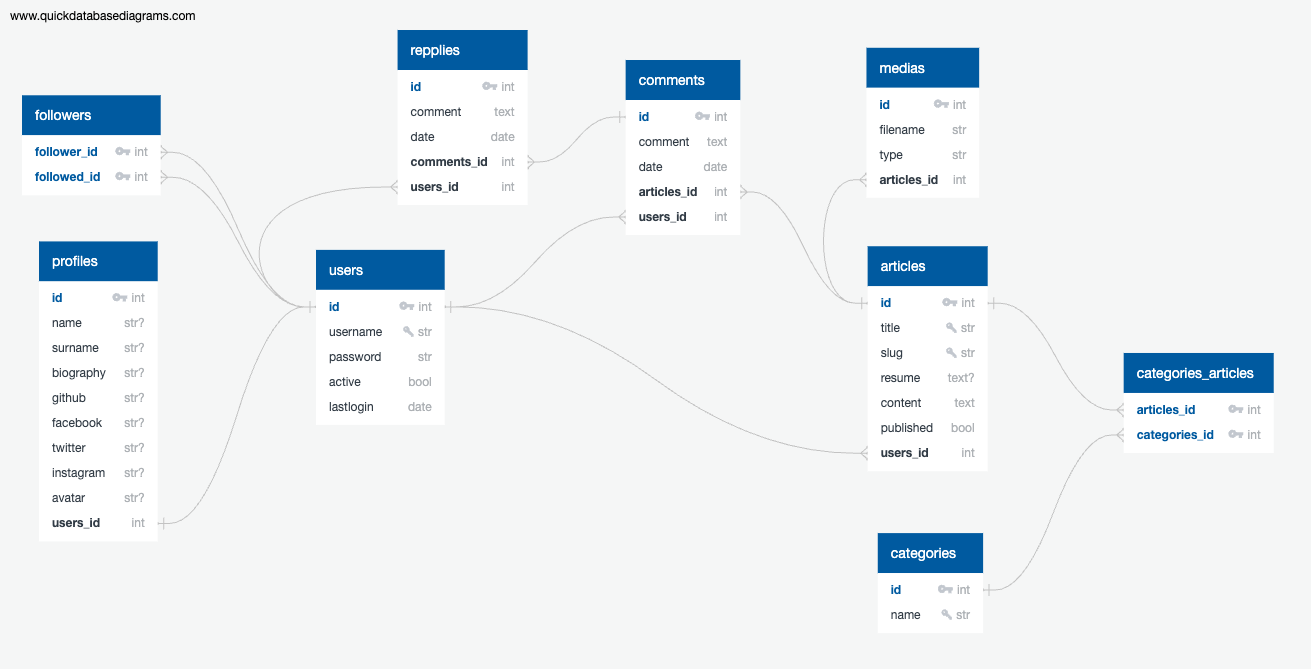 www.quickdatabasediagrams.com
followers
follower_id int
followed_id int
profiles
id int
name str?
surname str?
biography str?
github str?
facebook str?
twitter str?
instagram str?
avatar str?
users_id int
repplies
id int
comment text
date date
comments_id int
users_id int
users
id int
username str
password str
active bool
lastlogin date
comments
id int
comment text
date date
articles_id int
users_id int
medias
id int
filename str
type str
articles_id int
articles
id int
title str
slug str
resume text?
content text
published bool
users_id int
categories
id int
name str
categories_articles
articles_id int
categories_id int